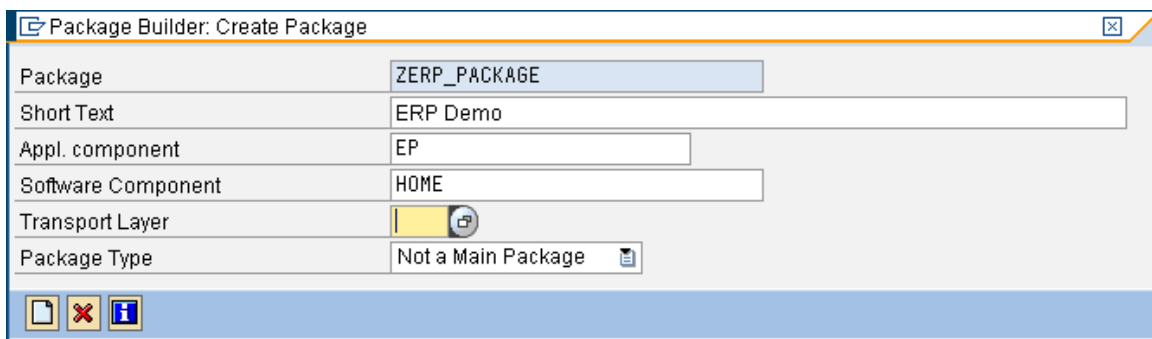 Package Builder: Create Package
Package ZERP_PACKAGE
Short Text ERP Demo
Appl. component EP
Software Component HOME
Transport Layer
Package Type Not a Main Package